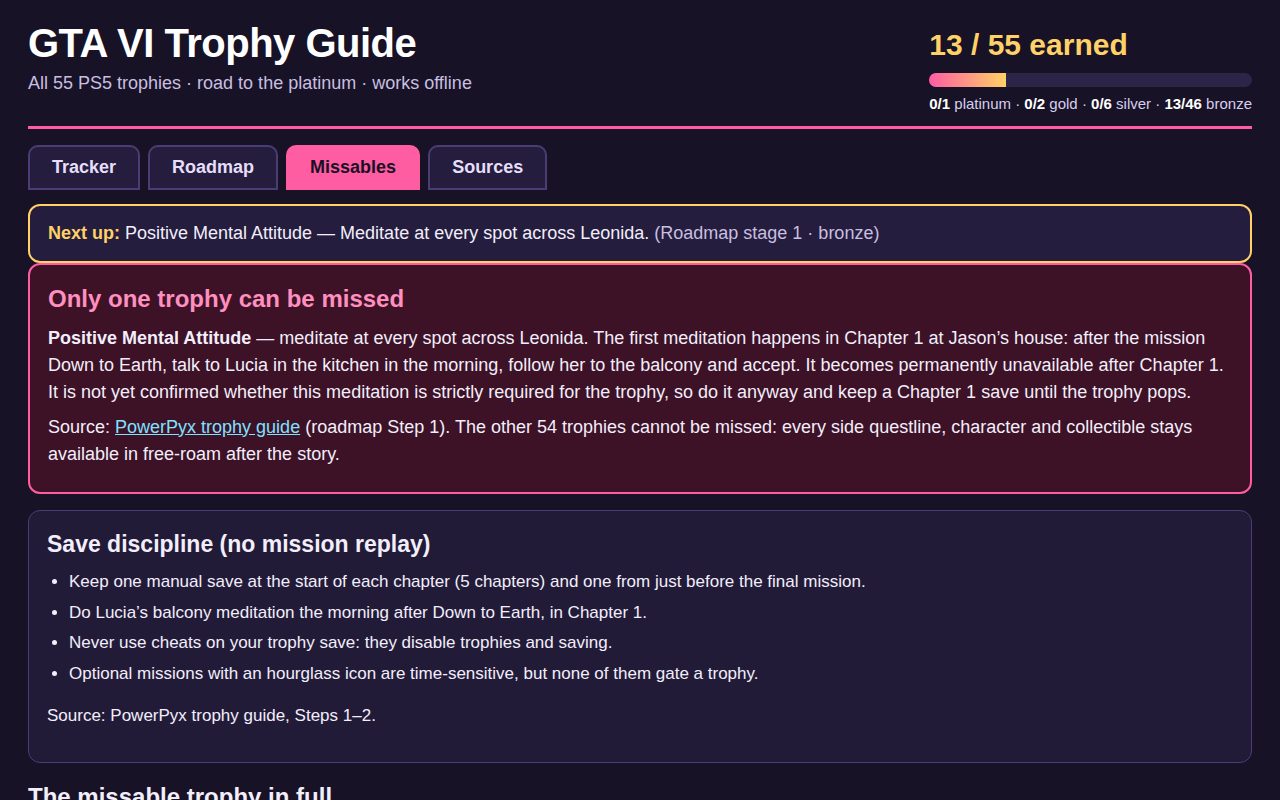 GTA VI Trophy Guide
All 55 PS5 trophies · road to the platinum · works offline
13 / 55 earned
0/1 platinum · 0/2 gold · 0/6 silver · 13/46 bronze
Tracker
Roadmap
Missables
Sources
Next up: Positive Mental Attitude — Meditate at every spot across Leonida. (Roadmap stage 1 · bronze)
Only one trophy can be missed
Positive Mental Attitude — meditate at every spot across Leonida. The first meditation happens in Chapter 1 at Jason’s house: after the mission
Down to Earth, talk to Lucia in the kitchen in the morning, follow her to the balcony and accept. It becomes permanently unavailable after Chapter 1.
It is not yet confirmed whether this meditation is strictly required for the trophy, so do it anyway and keep a Chapter 1 save until the trophy pops.
Source: PowerPyx trophy guide (roadmap Step 1). The other 54 trophies cannot be missed: every side questline, character and collectible stays
available in free-roam after the story.
Save discipline (no mission replay)
• Keep one manual save at the start of each chapter (5 chapters) and one from just before the final mission.
• Do Lucia’s balcony meditation the morning after Down to Earth, in Chapter 1.
• Never use cheats on your trophy save: they disable trophies and saving.
• Optional missions with an hourglass icon are time-sensitive, but none of them gate a trophy.
Source: PowerPyx trophy guide, Steps 1–2.
The missable trophy in full